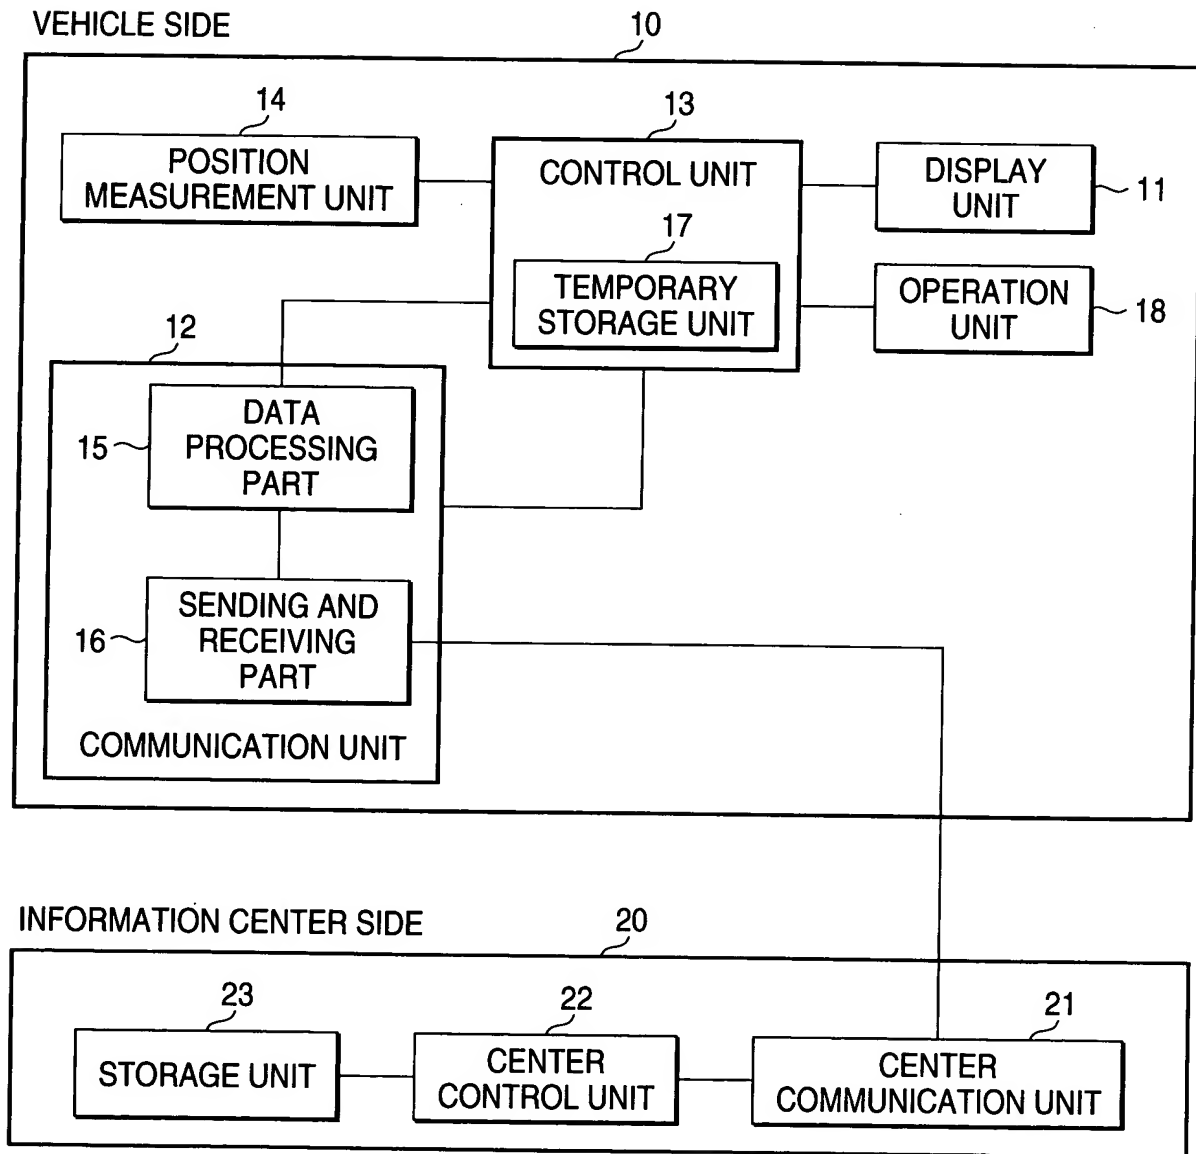 VEHICLE SIDE
10
14
13
POSITION
MEASUREMENT UNIT
CONTROL UNIT
DISPLAY
UNIT
11
17
TEMPORARY
STORAGE UNIT
OPERATION
UNIT
18
12
DATA
PROCESSING
PART
15
SENDING AND
RECEIVING
PART
16
COMMUNICATION UNIT
INFORMATION CENTER SIDE
20
23
22
21
STORAGE UNIT
CENTER
CONTROL UNIT
CENTER
COMMUNICATION UNIT